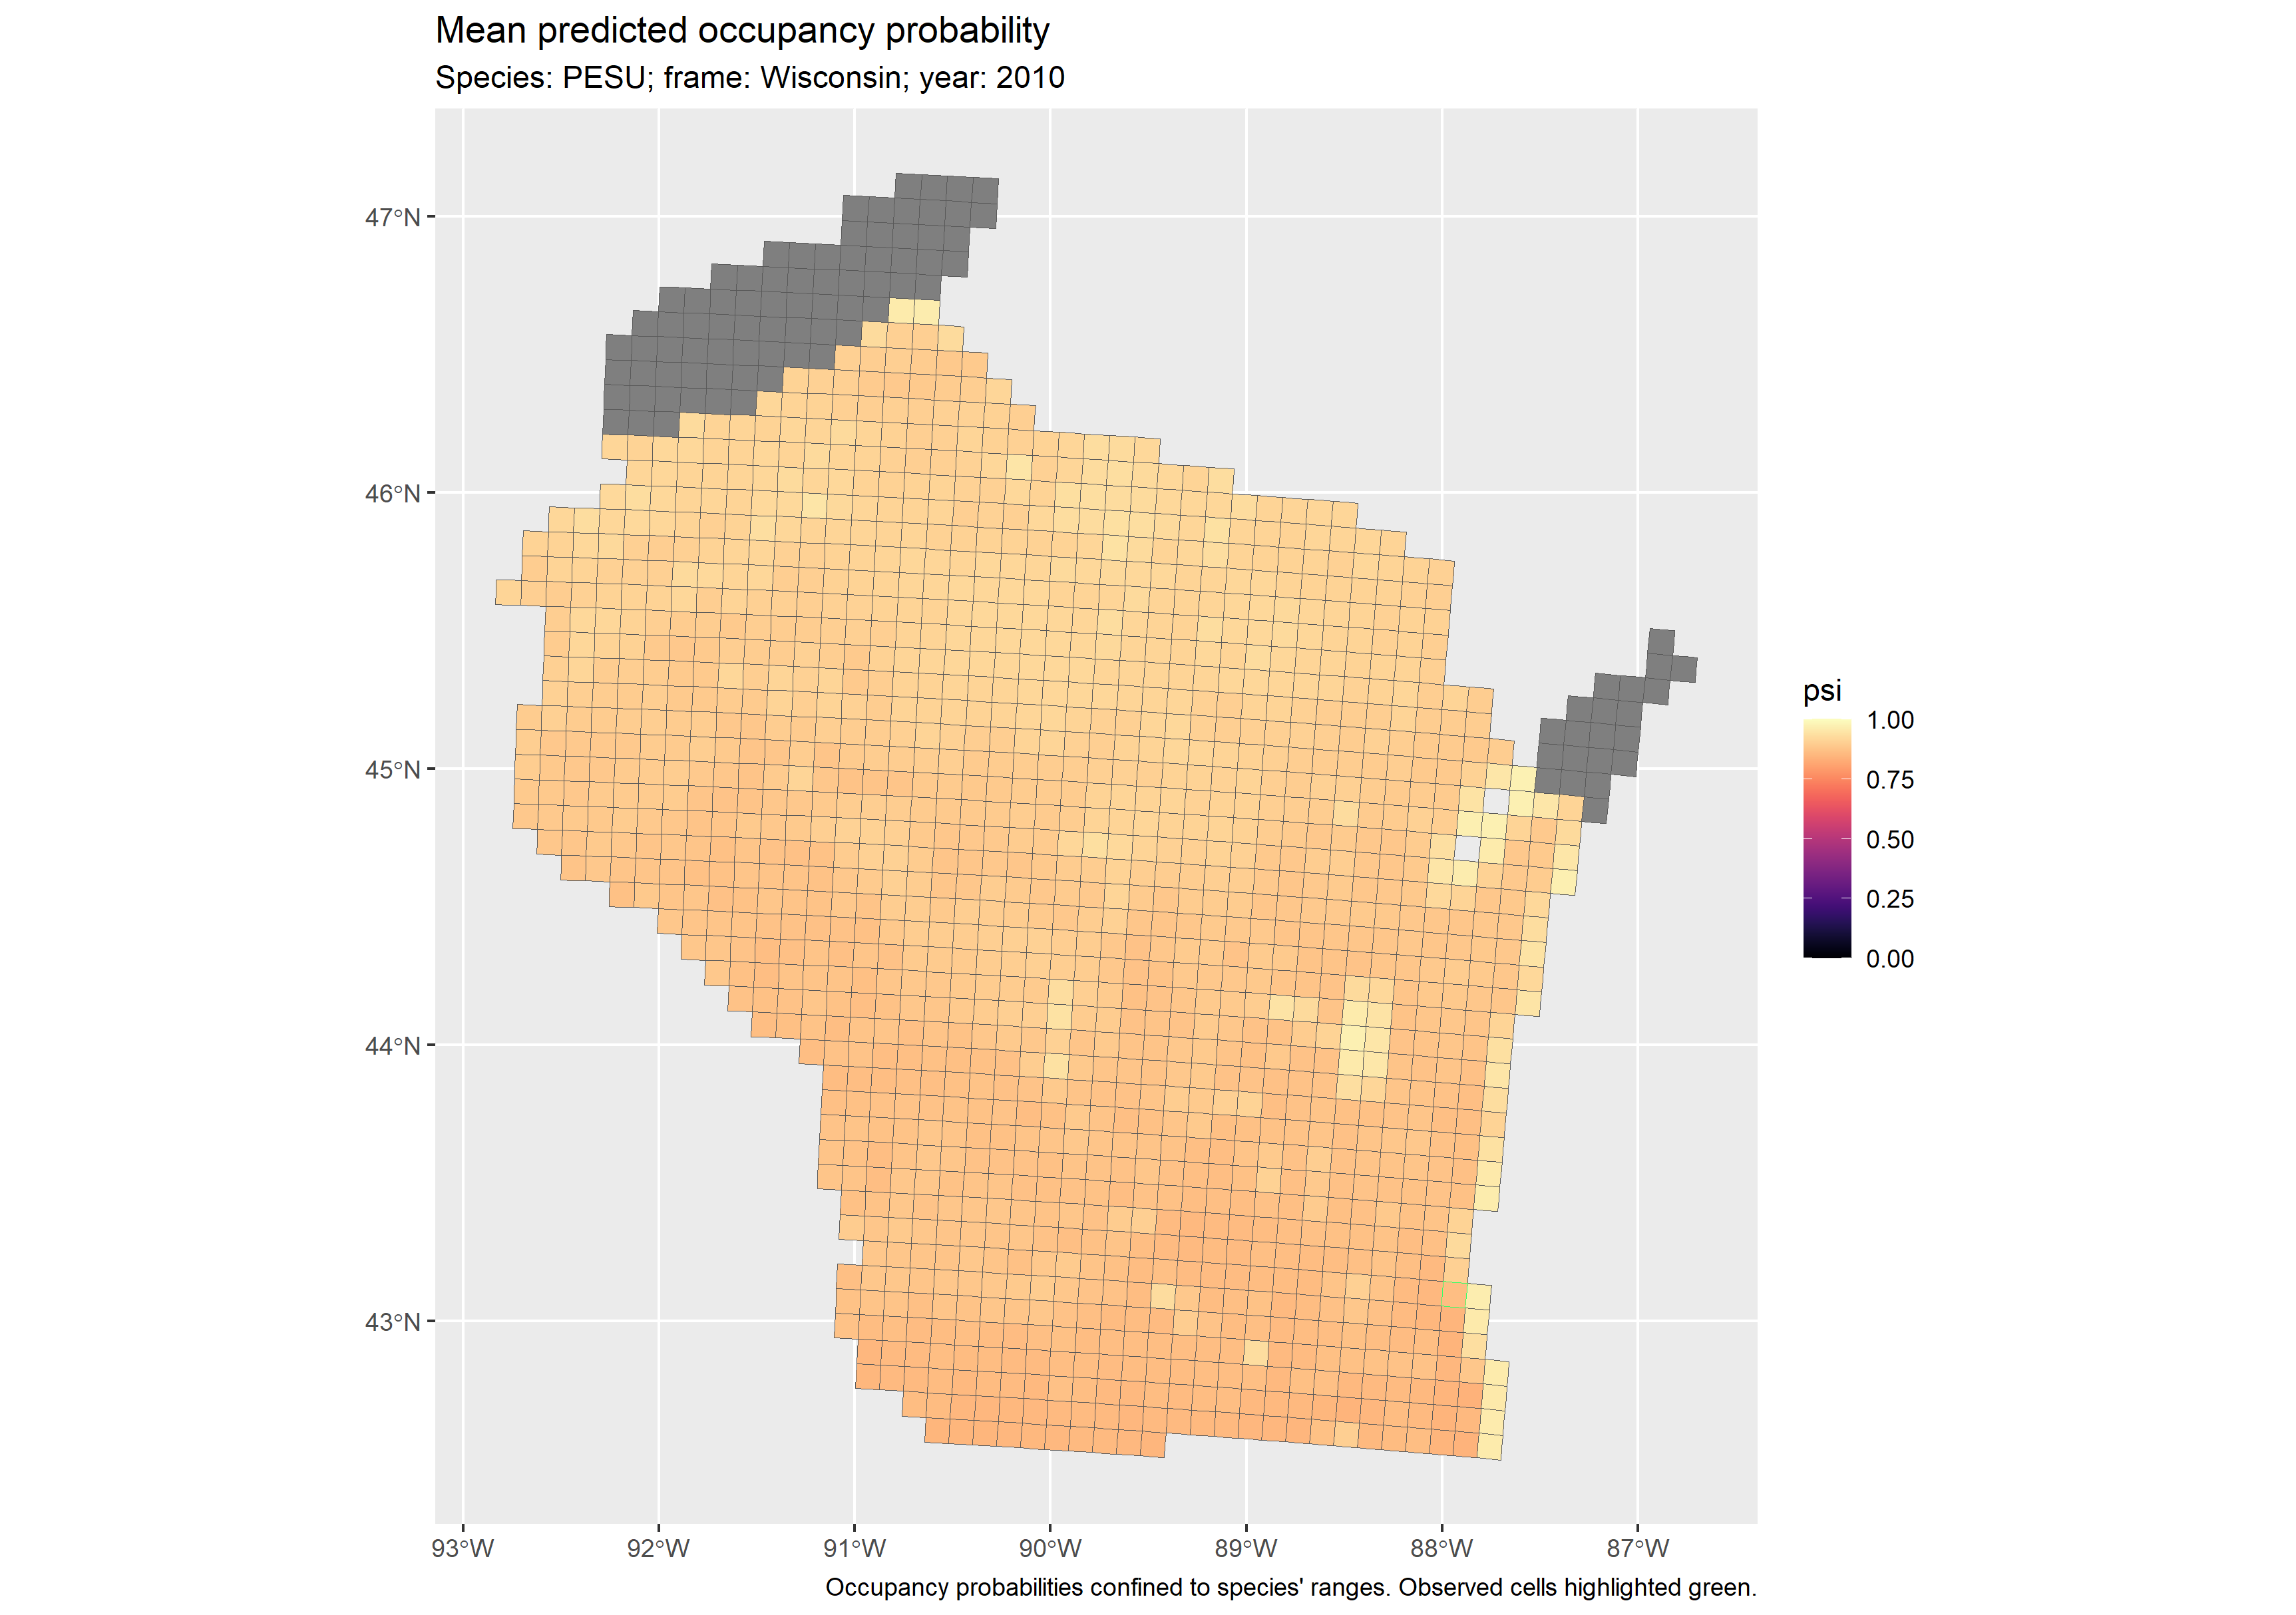 Mean predicted occupancy probability
Species: PESU; frame: Wisconsin; year: 2010
47°N
46°N
45°N
44°N
43°N
93°W
92°W
91°W
90°W
89°W
88°W
87°W
psi
1.00
0.75
0.50
0.25
0.00
Occupancy probabilities confined to species' ranges. Observed cells highlighted green.